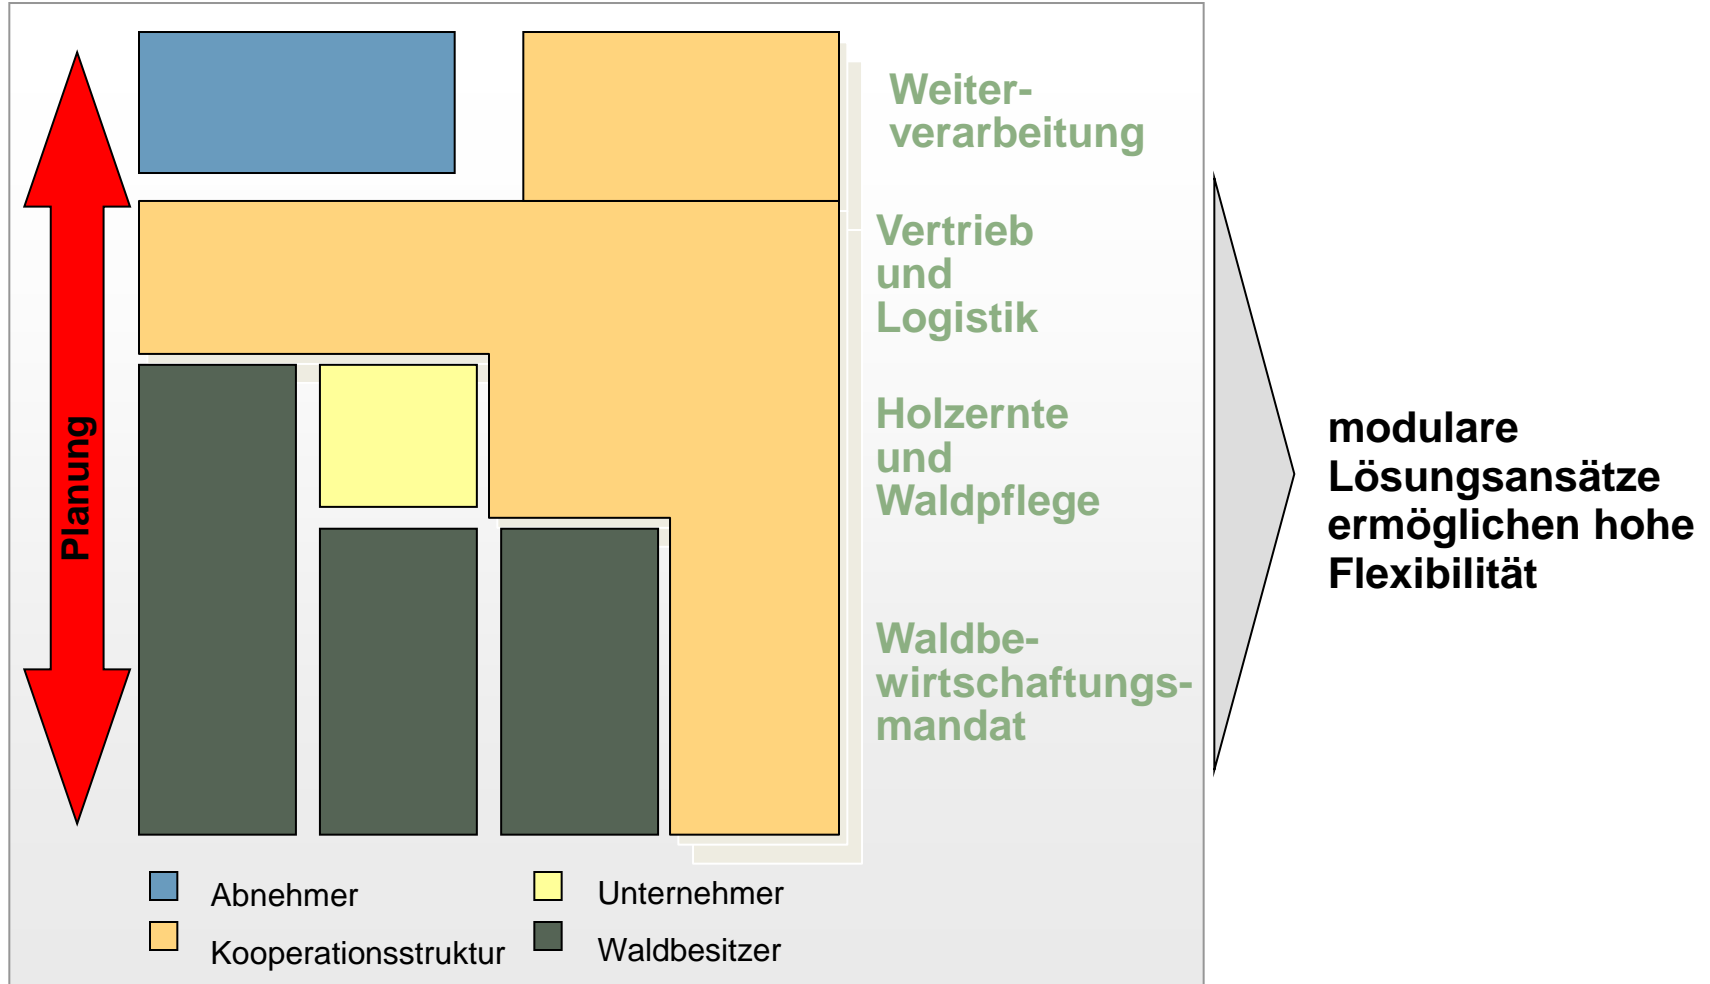 Planung
Weiter-
verarbeitung
Vertrieb
und
Logistik
Holzernte
und
Waldpflege
Waldbe-
wirtschaftungs-
mandat
Abnehmer
Unternehmer
Kooperationsstruktur
Waldbesitzer
modulare
Lösungsansätze
ermöglichen hohe
Flexibilität